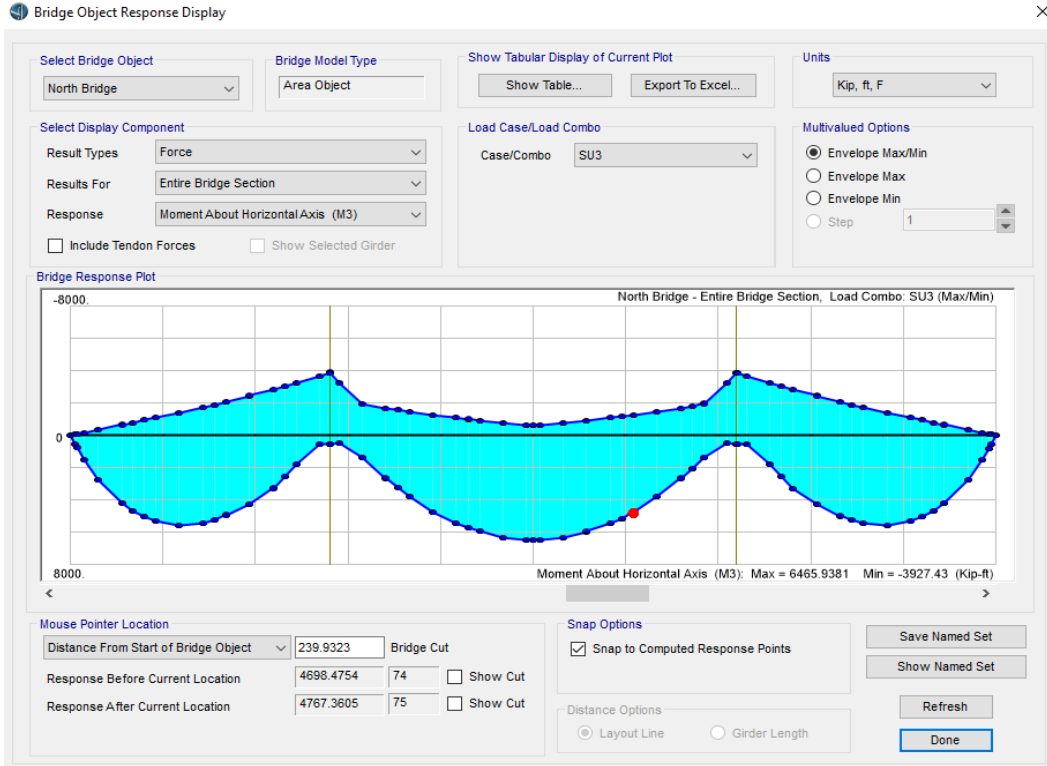 Bridge Object Response Display
Select Bridge Object
North Bridge
Bridge Model Type
Area Object
Show Tabular Display of Current Plot
Show Table...
Export To Excel...
Units
Kip, ft, F
Select Display Component
Result Types
Force
Results For
Entire Bridge Section
Response
Moment About Horizontal Axis (M3)
Include Tendon Forces
Show Selected Girder
Load Case/Load Combo
Case/Combo
SU3
Multivalued Options
Envelope Max/Min
Envelope Max
Envelope Min
Step
1
Bridge Response Plot
-8000.
North Bridge - Entire Bridge Section, Load Combo: SU3 (Max/Min)
0
8000.
Moment About Horizontal Axis (M3): Max = 6465.9381 Min = -3927.43 (Kip-ft)
Mouse Pointer Location
Distance From Start of Bridge Object
239.9323
Bridge Cut
Response Before Current Location
4698.4754
74
Show Cut
Response After Current Location
4767.3605
75
Show Cut
Snap Options
Snap to Computed Response Points
Distance Options
Layout Line
Girder Length
Save Named Set
Show Named Set
Refresh
Done